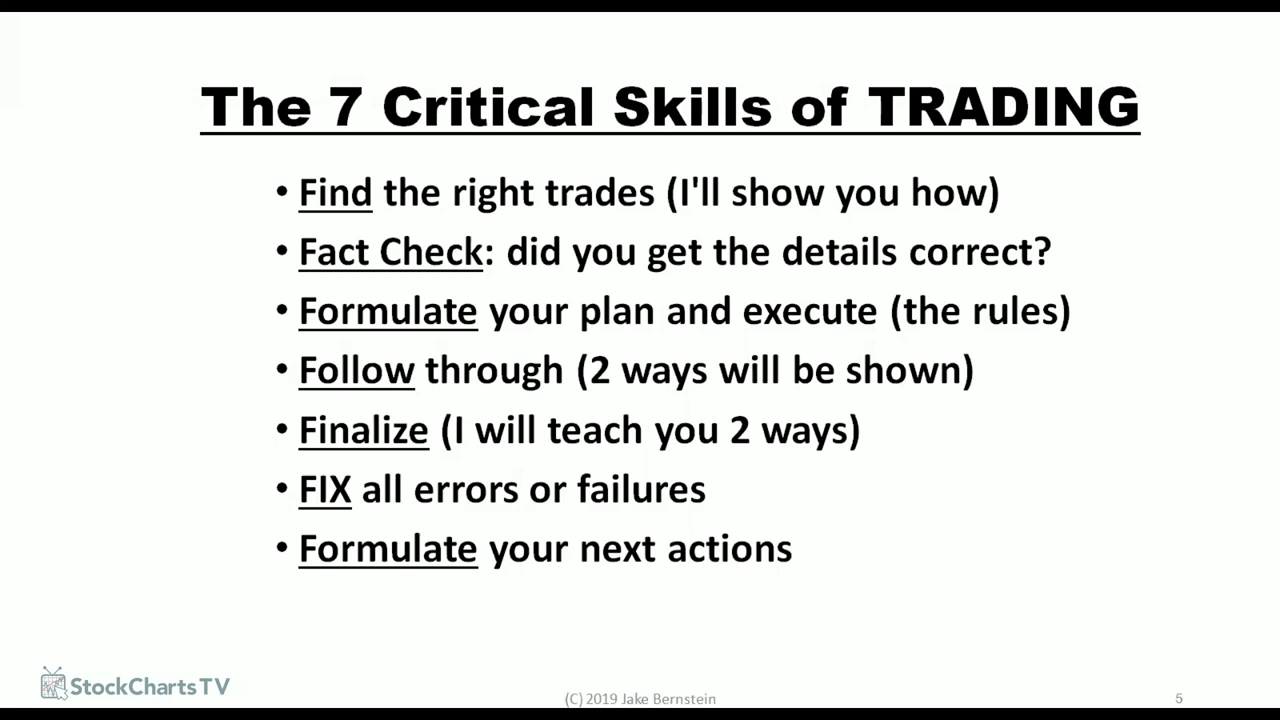 The 7 Critical Skills of TRADING
• Find the right trades (I'll show you how)
• Fact Check: did you get the details correct?
• Formulate your plan and execute (the rules)
• Follow through (2 ways will be shown)
• Finalize (I will teach you 2 ways)
• FIX all errors or failures
• Formulate your next actions
StockCharts TV
(C) 2019 Jake Bernstein
5